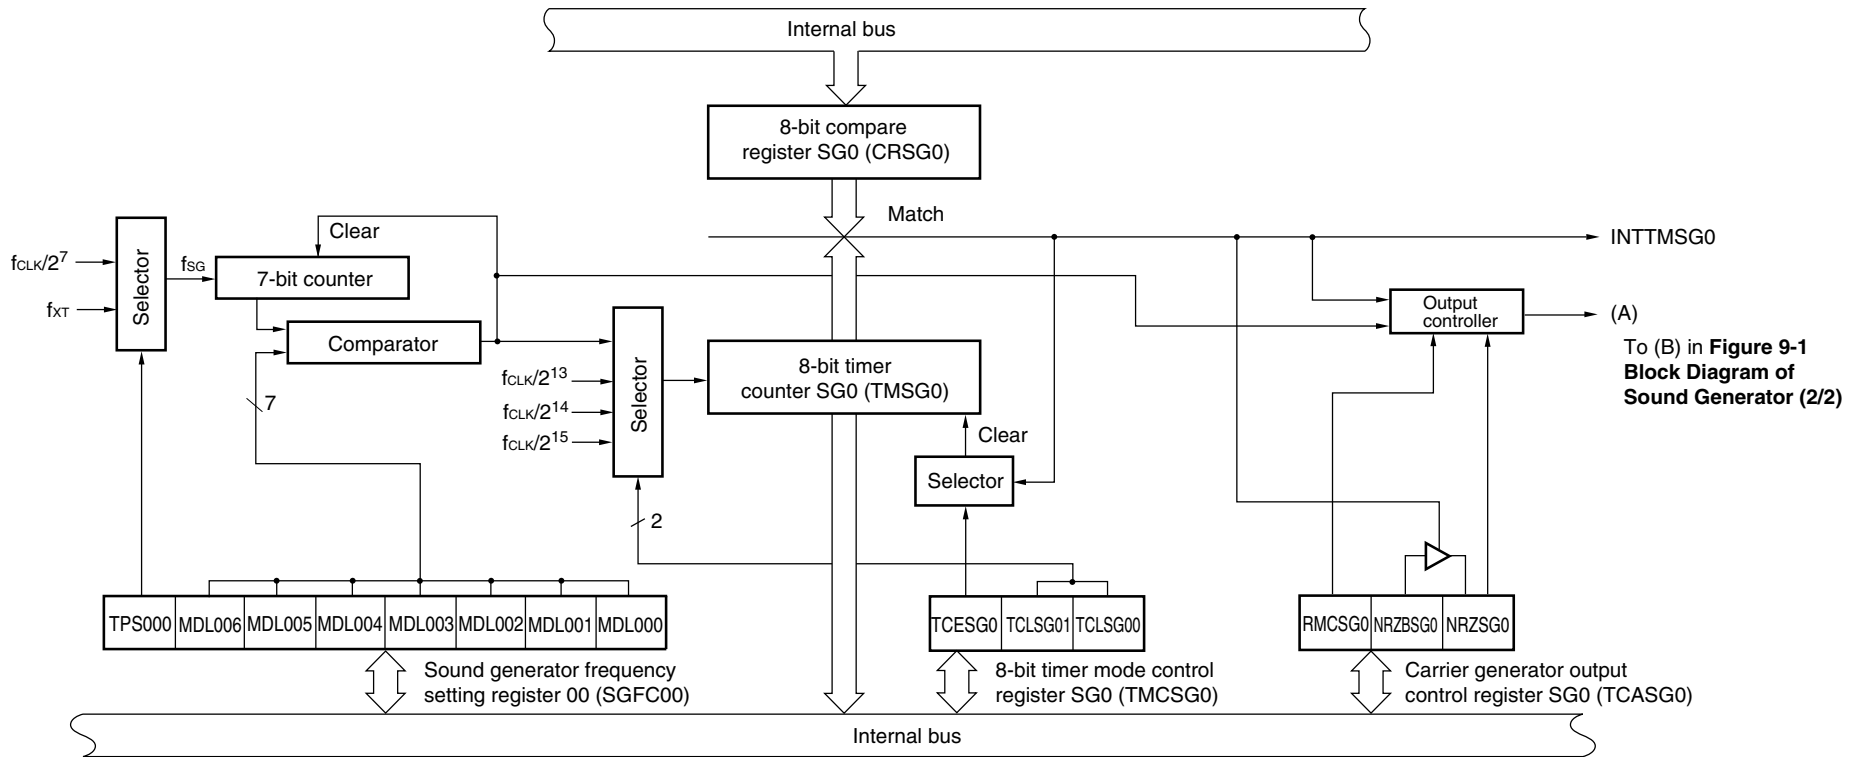 Internal bus
8-bit compare
register SG0 (CRSG0)
Match
Clear
INTTMSG0
fCLK/2^7
fXT
Selector
fSG
7-bit counter
Comparator
7
fCLK/2^13
fCLK/2^14
fCLK/2^15
Selector
2
8-bit timer
counter SG0 (TMSG0)
Clear
Selector
Output
controller
(A)
To (B) in Figure 9-1
Block Diagram of
Sound Generator (2/2)
TPS000 MDL006 MDL005 MDL004 MDL003 MDL002 MDL001 MDL000
Sound generator frequency
setting register 00 (SGFC00)
TCESG0 TCLSG01 TCLSG00
8-bit timer mode control
register SG0 (TMCSG0)
RMCSG0 NRZBSG0 NRZSG0
Carrier generator output
control register SG0 (TCASG0)
Internal bus